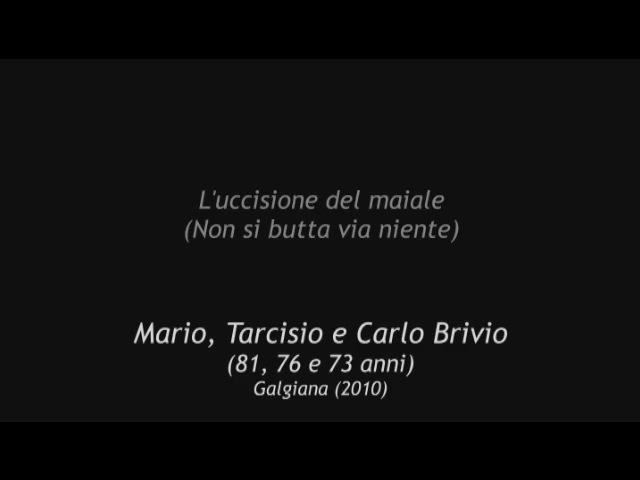 L'uccisione del maiale
(Non si butta via niente)
Mario, Tarcisio e Carlo Brivio
(81, 76 e 73 anni)
Galgiana (2010)